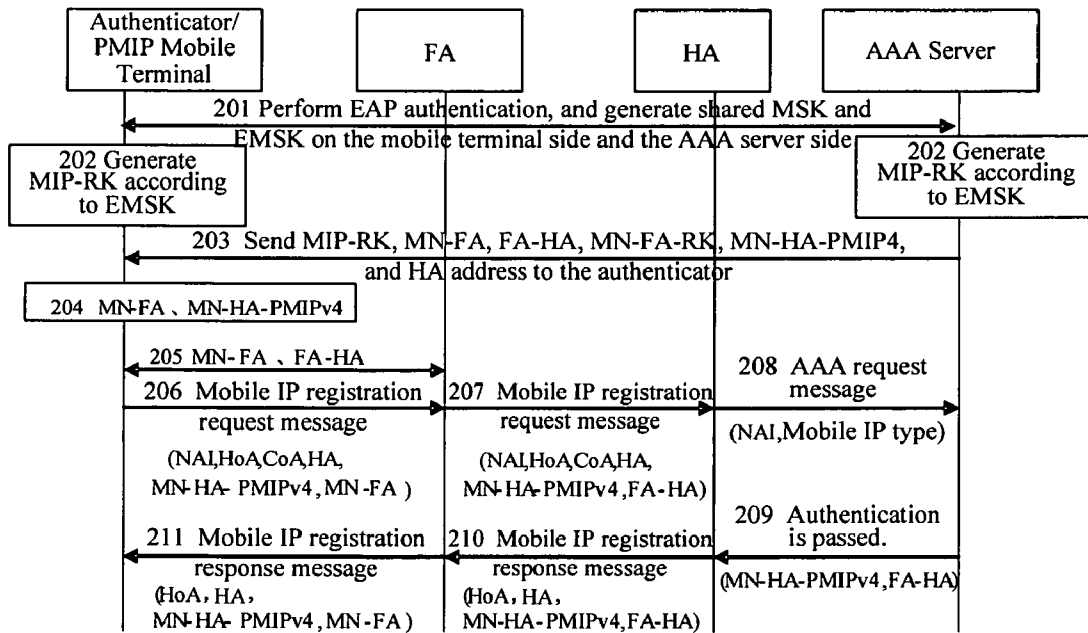 Authenticator/
PMIP Mobile
Terminal
FA
HA
AAA Server
201 Perform EAP authentication, and generate shared MSK and
EMSK on the mobile terminal side and the AAA server side
202 Generate
MIP-RK according
to EMSK
202 Generate
MIP-RK according
to EMSK
203 Send MIP-RK, MN-FA, FA-HA, MN-FA-RK, MN-HA-PMIP4,
and HA address to the authenticator
204 MN-FA 、MN-HA-PMIPv4
205 MN-FA 、FA-HA
206 Mobile IP registration
request message
(NAI,HoA,CoA,HA,
MN-HA-PMIPv4,MN-FA)
207 Mobile IP registration
request message
(NAI,HoA,CoA,HA,
MN-HA-PMIPv4,FA-HA)
208 AAA request
message
(NAI,Mobile IP type)
209 Authentication
is passed.
(MN-HA-PMIPv4,FA-HA)
210 Mobile IP registration
response message
(HoA, HA,
MN-HA-PMIPv4,FA-HA)
211 Mobile IP registration
response message
(HoA, HA,
MN-HA-PMIPv4,MN-FA)